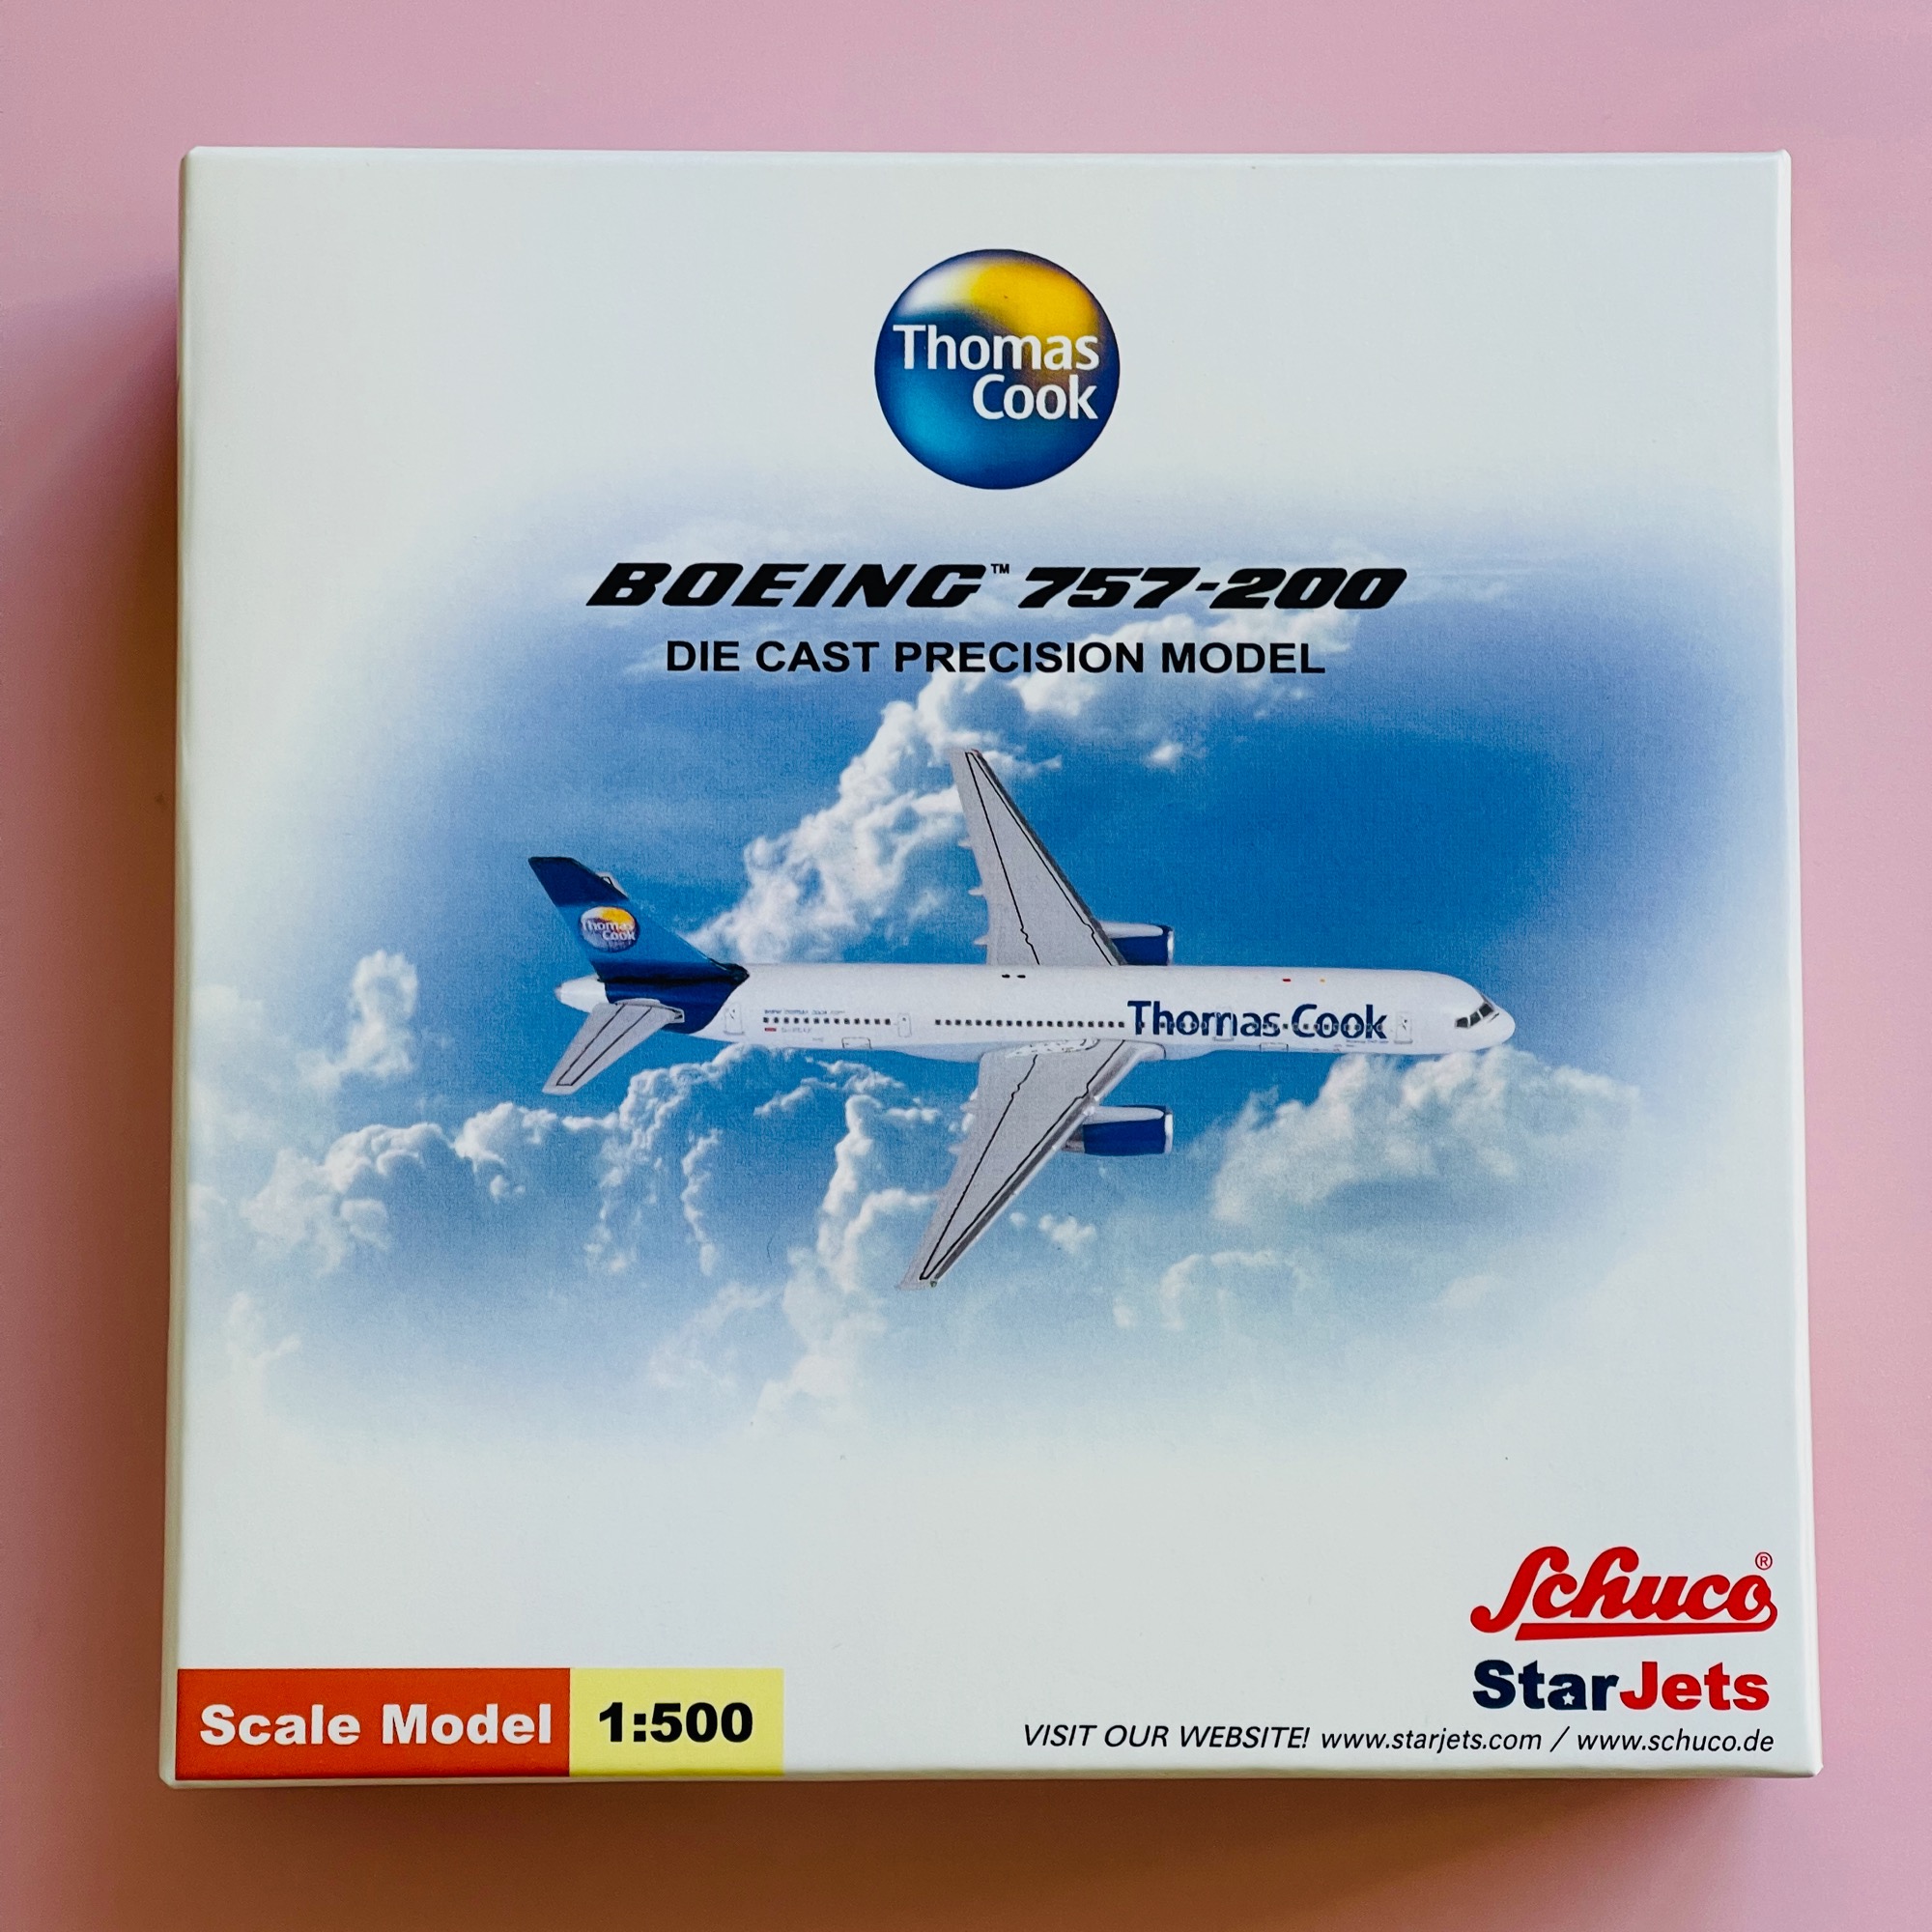 Thomas
Cook
BOEING™ 757-200
DIE CAST PRECISION MODEL
Thomas
Cook
Thomas Cook
Schuco®
StarJets
Scale Model 1:500
VISIT OUR WEBSITE! www.starjets.com / www.schuco.de